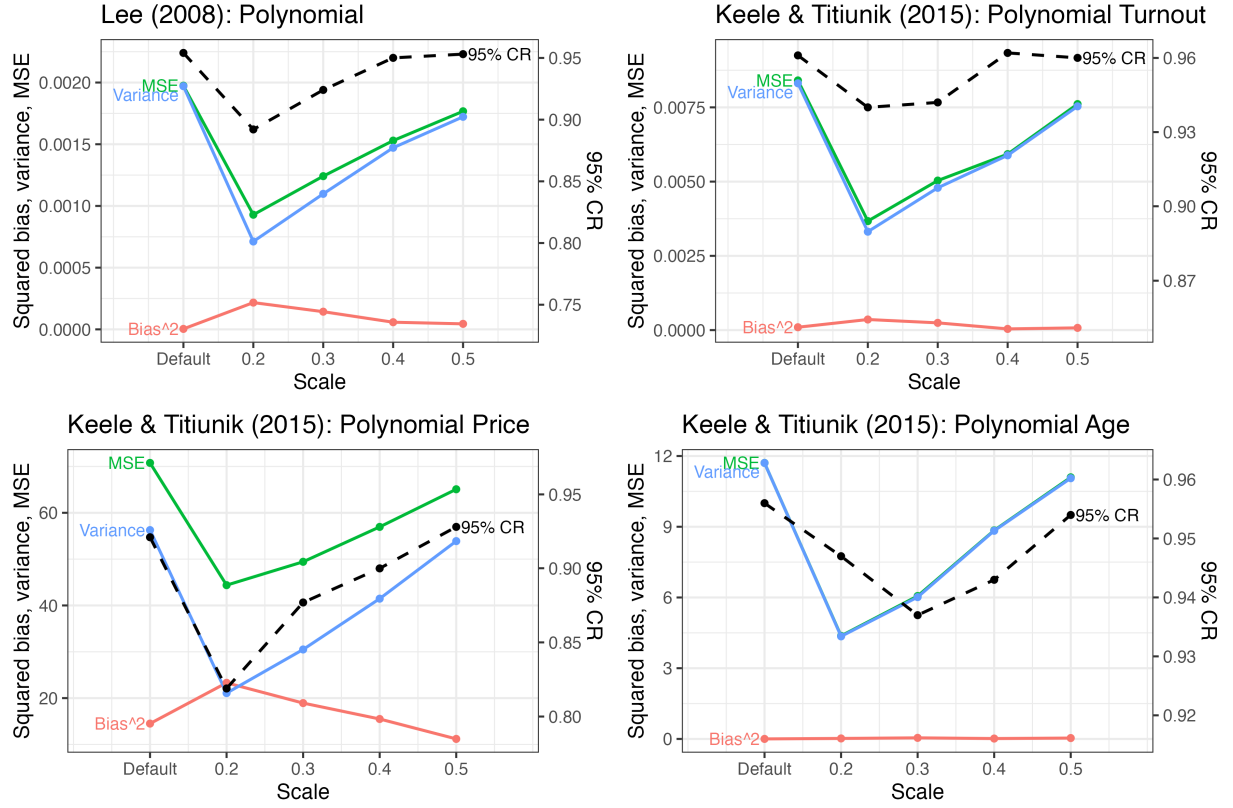 Lee (2008): Polynomial
Squared bias, variance, MSE
0.0020
0.0015
0.0010
0.0005
0.0000
MSE
Variance
Bias^2
95% CR
0.95
0.90
0.85
0.80
0.75
95% CR
Default 0.2 0.3 0.4 0.5
Scale
Keele & Titiunik (2015): Polynomial Turnout
Squared bias, variance, MSE
0.0075
0.0050
0.0025
0.0000
MSE
Variance
Bias^2
95% CR
0.96
0.93
0.90
0.87
95% CR
Default 0.2 0.3 0.4 0.5
Scale
Keele & Titiunik (2015): Polynomial Price
Squared bias, variance, MSE
60
40
20
MSE
Variance
Bias^2
95% CR
0.95
0.90
0.85
0.80
95% CR
Default 0.2 0.3 0.4 0.5
Scale
Keele & Titiunik (2015): Polynomial Age
Squared bias, variance, MSE
12
9
6
3
0
MSE
Variance
Bias^2
95% CR
0.96
0.95
0.94
0.93
0.92
95% CR
Default 0.2 0.3 0.4 0.5
Scale